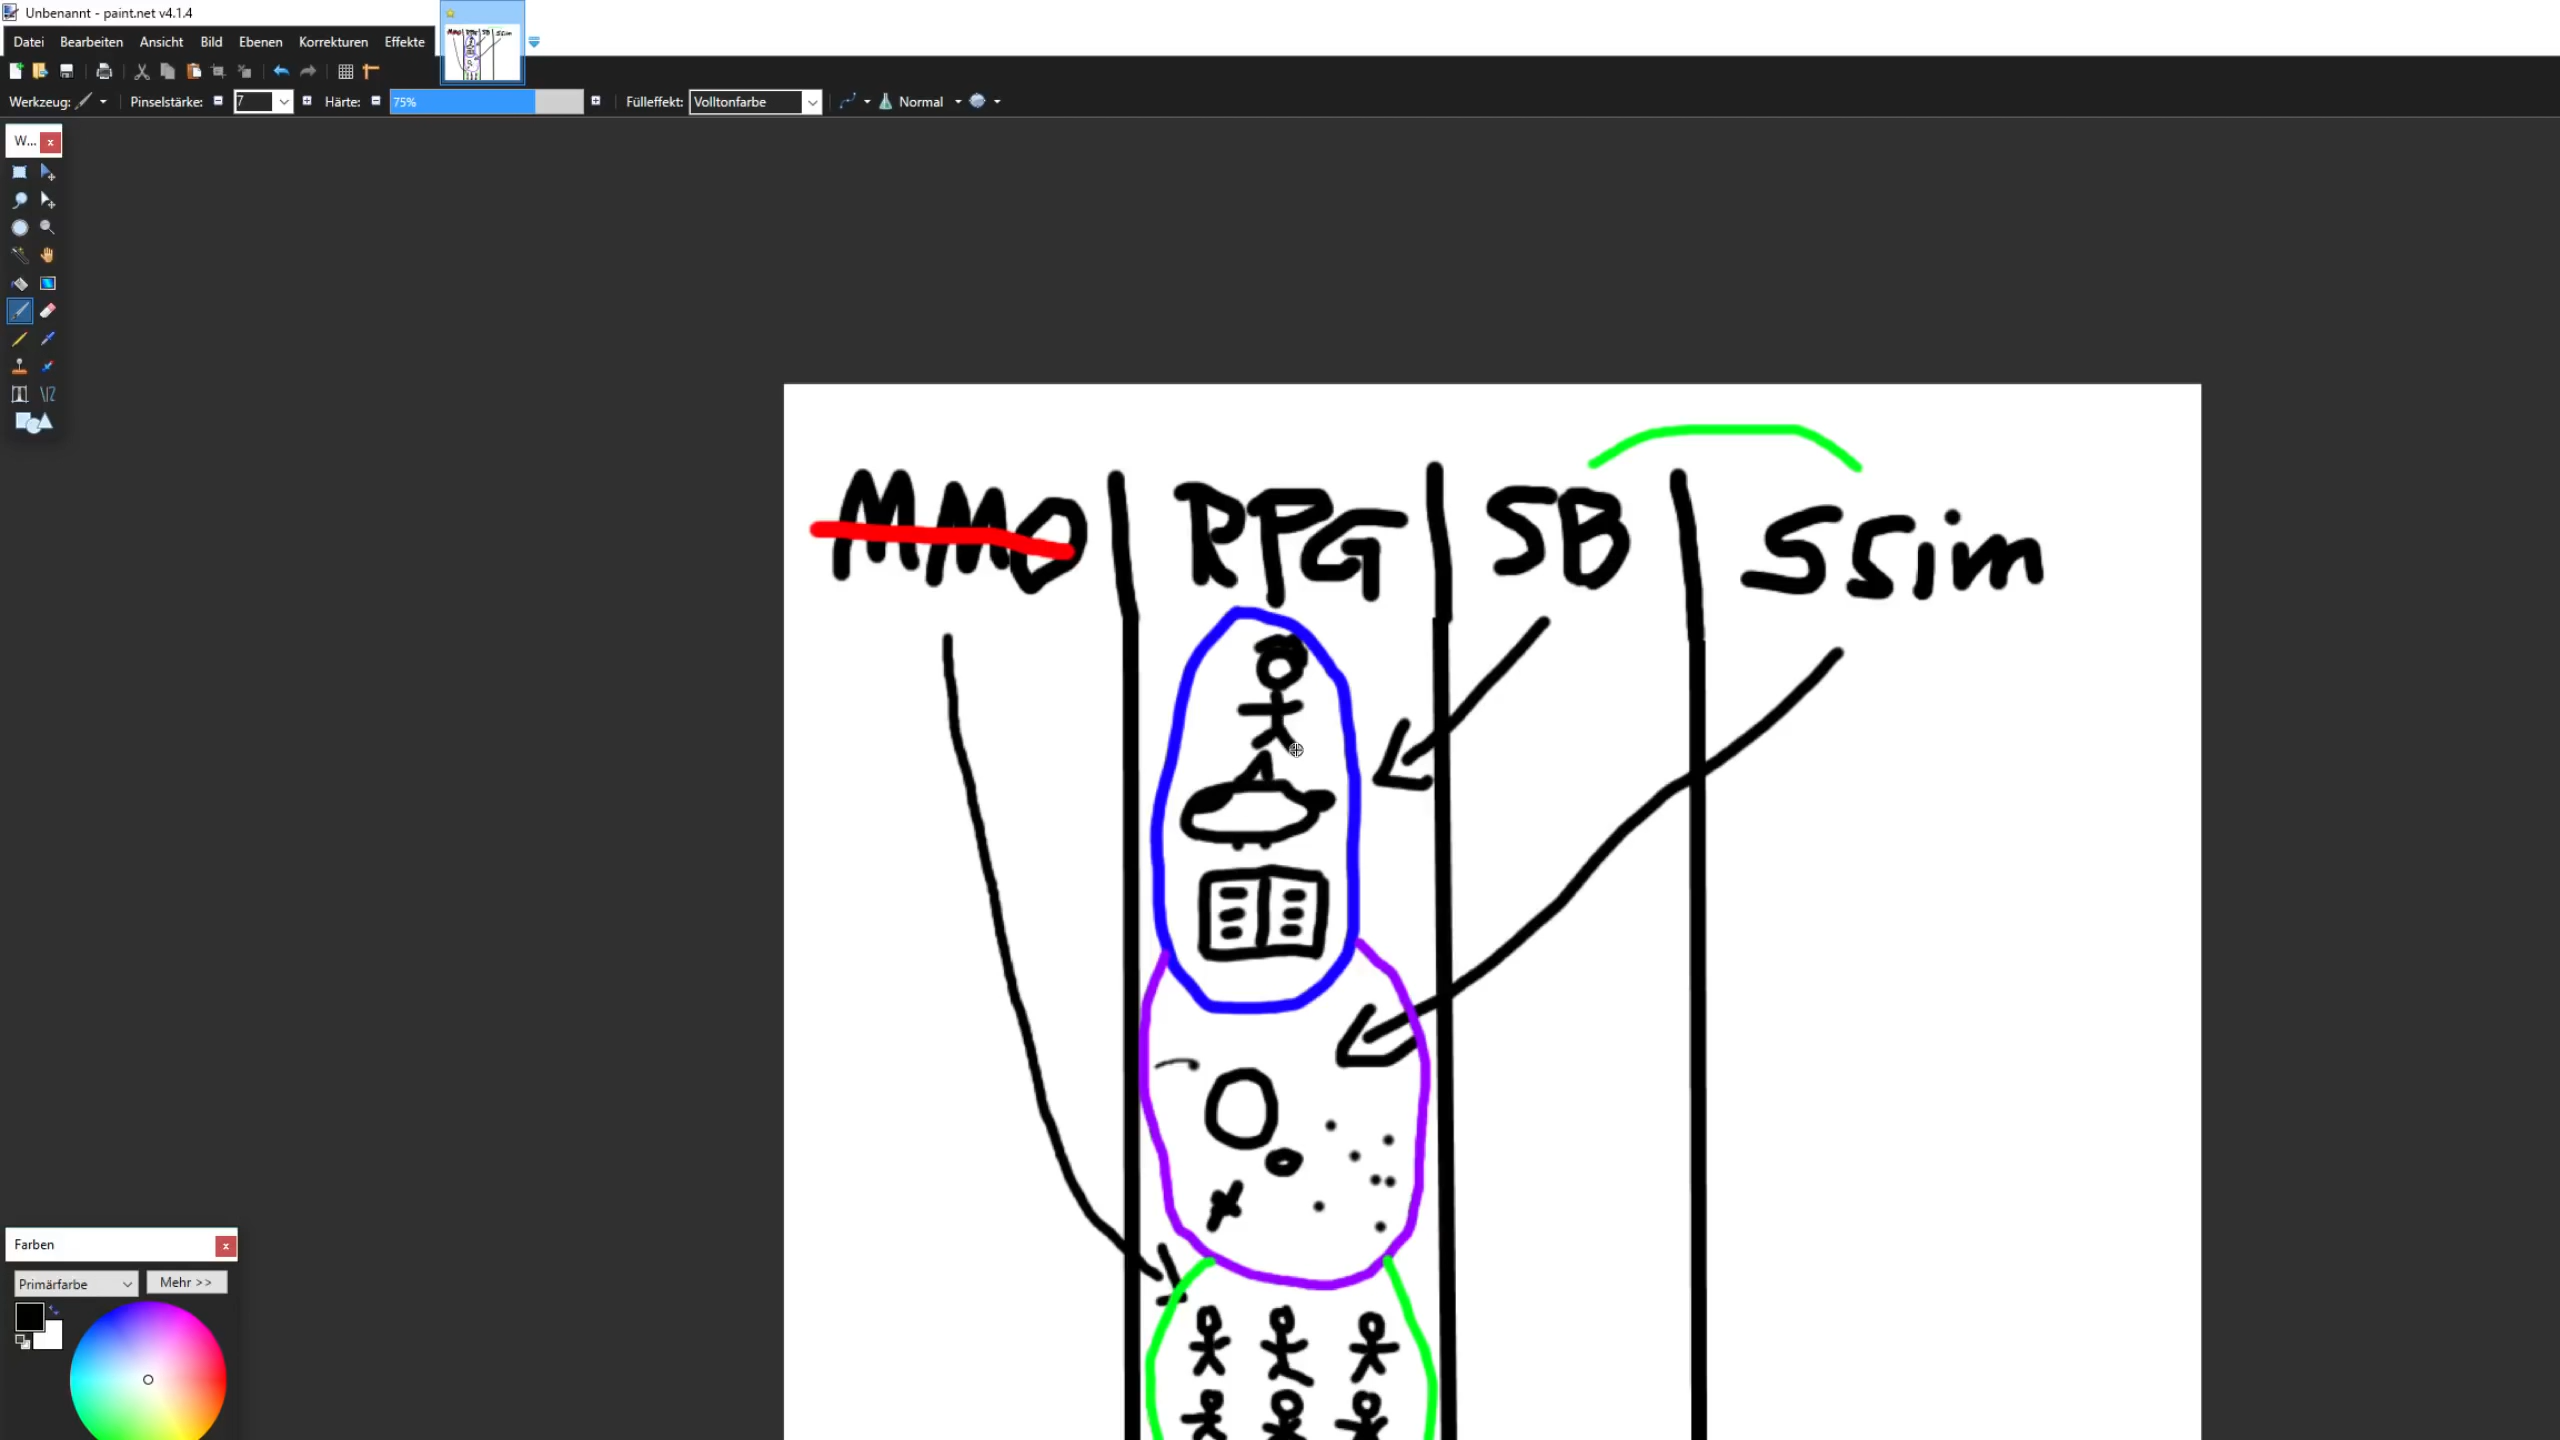 Unbenannt - paint.net v4.1.4
Datei Bearbeiten Ansicht Bild Ebenen Korrekturen Effekte
Werkzeug: Pinselstärke: 7 Härte: 75% Fülleffekt: Volltonfarbe Normal
W...
MMO RPG SB SSim
Farben
Primärfarbe Mehr >>